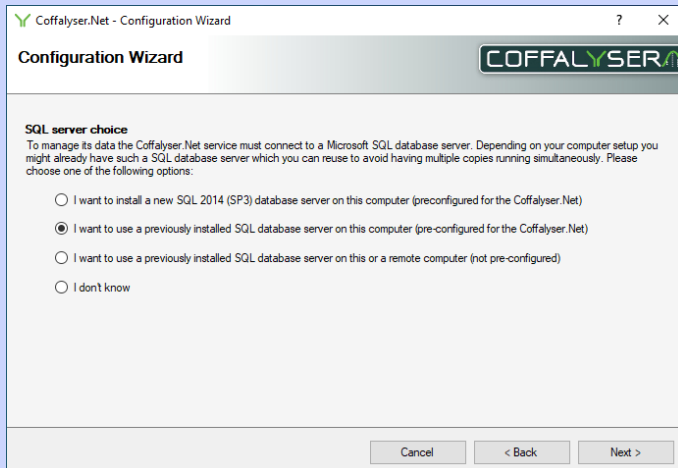 Coffalyser.Net - Configuration Wizard
?
Configuration Wizard
COFFALYSER
SQL server choice
To manage its data the Coffalyser.Net service must connect to a Microsoft SQL database server. Depending on your computer setup you
might already have such a SQL database server which you can reuse to avoid having multiple copies running simultaneously. Please
choose one of the following options:
I want to install a new SQL 2014 (SP3) database server on this computer (preconfigured for the Coffalyser.Net)
I want to use a previously installed SQL database server on this computer (pre-configured for the Coffalyser.Net)
I want to use a previously installed SQL database server on this or a remote computer (not pre-configured)
I don't know
Cancel
< Back
Next >